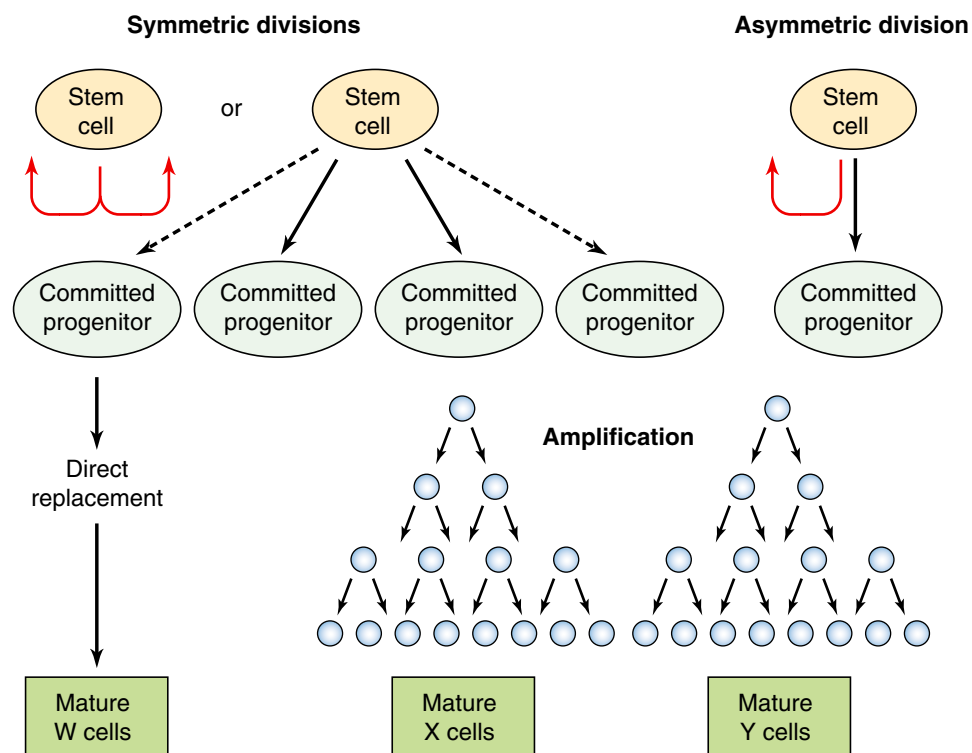 Symmetric divisions
Asymmetric division
Stem
cell
or
Stem
cell
Stem
cell
Committed
progenitor
Committed
progenitor
Committed
progenitor
Committed
progenitor
Committed
progenitor
Amplification
Direct
replacement
Mature
W cells
Mature
X cells
Mature
Y cells